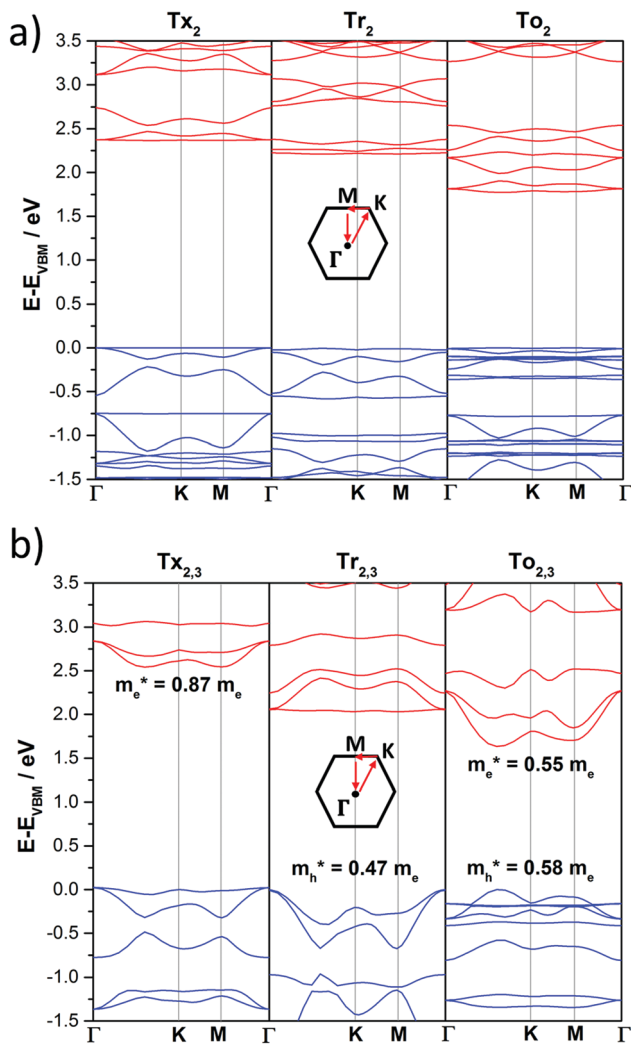 a)
Tx₂ Tr₂ To₂
3.5
3.0
2.5
2.0
1.5
1.0
0.5
0.0
-0.5
-1.0
-1.5
E-E_VBM / eV
M
K
Γ
Γ K M Γ K M Γ K M Γ
b)
Tx₂,₃ Tr₂,₃ To₂,₃
3.5
3.0
2.5
2.0
1.5
1.0
0.5
0.0
-0.5
-1.0
-1.5
E-E_VBM / eV
mₑ* = 0.87 mₑ
mₑ* = 0.55 mₑ
M
K
Γ
mₕ* = 0.47 mₑ
mₕ* = 0.58 mₑ
Γ K M Γ K M Γ K M Γ